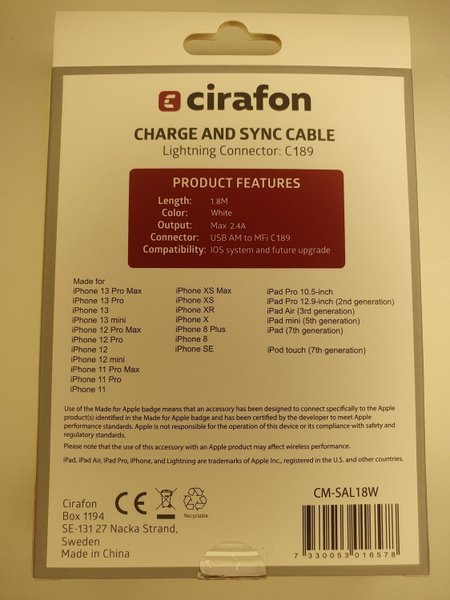 cirafon
CHARGE AND SYNC CABLE
Lightning Connector: C189
PRODUCT FEATURES
Length: 1.8M
Color: White
Output: Max 2.4A
Connector: USB AM to MFi C189
Compatibility: IOS system and future upgrade
Made for
iPhone 13 Pro Max
iPhone 13 Pro
iPhone 13
iPhone 13 mini
iPhone 12 Pro Max
iPhone 12 Pro
iPhone 12
iPhone 12 mini
iPhone 11 Pro Max
iPhone 11 Pro
iPhone 11
iPhone XS Max
iPhone XS
iPhone XR
iPhone X
iPhone 8 Plus
iPhone 8
iPhone SE
iPad Pro 10.5-inch
iPad Pro 12.9-inch (2nd generation)
iPad Air (3rd generation)
iPad mini (5th generation)
iPad (7th generation)
iPod touch (7th generation)
Use of the Made for Apple badge means that an accessory has been designed to connect specifically to the Apple
product(s) identified in the Made for Apple badge and has been certified by the developer to meet Apple
performance standards. Apple is not responsible for the operation of this device or its compliance with safety and
regulatory standards.
Please note that the use of this accessory with an Apple product may affect wireless performance.
iPad, iPad Air, iPad Pro, iPhone, and Lightning are trademarks of Apple Inc., registered in the U.S. and other countries.
Cirafon
Box 1194
SE-131 27 Nacka Strand,
Sweden
Made in China
CE
Recyclable
CM-SAL18W
7 330053 016578